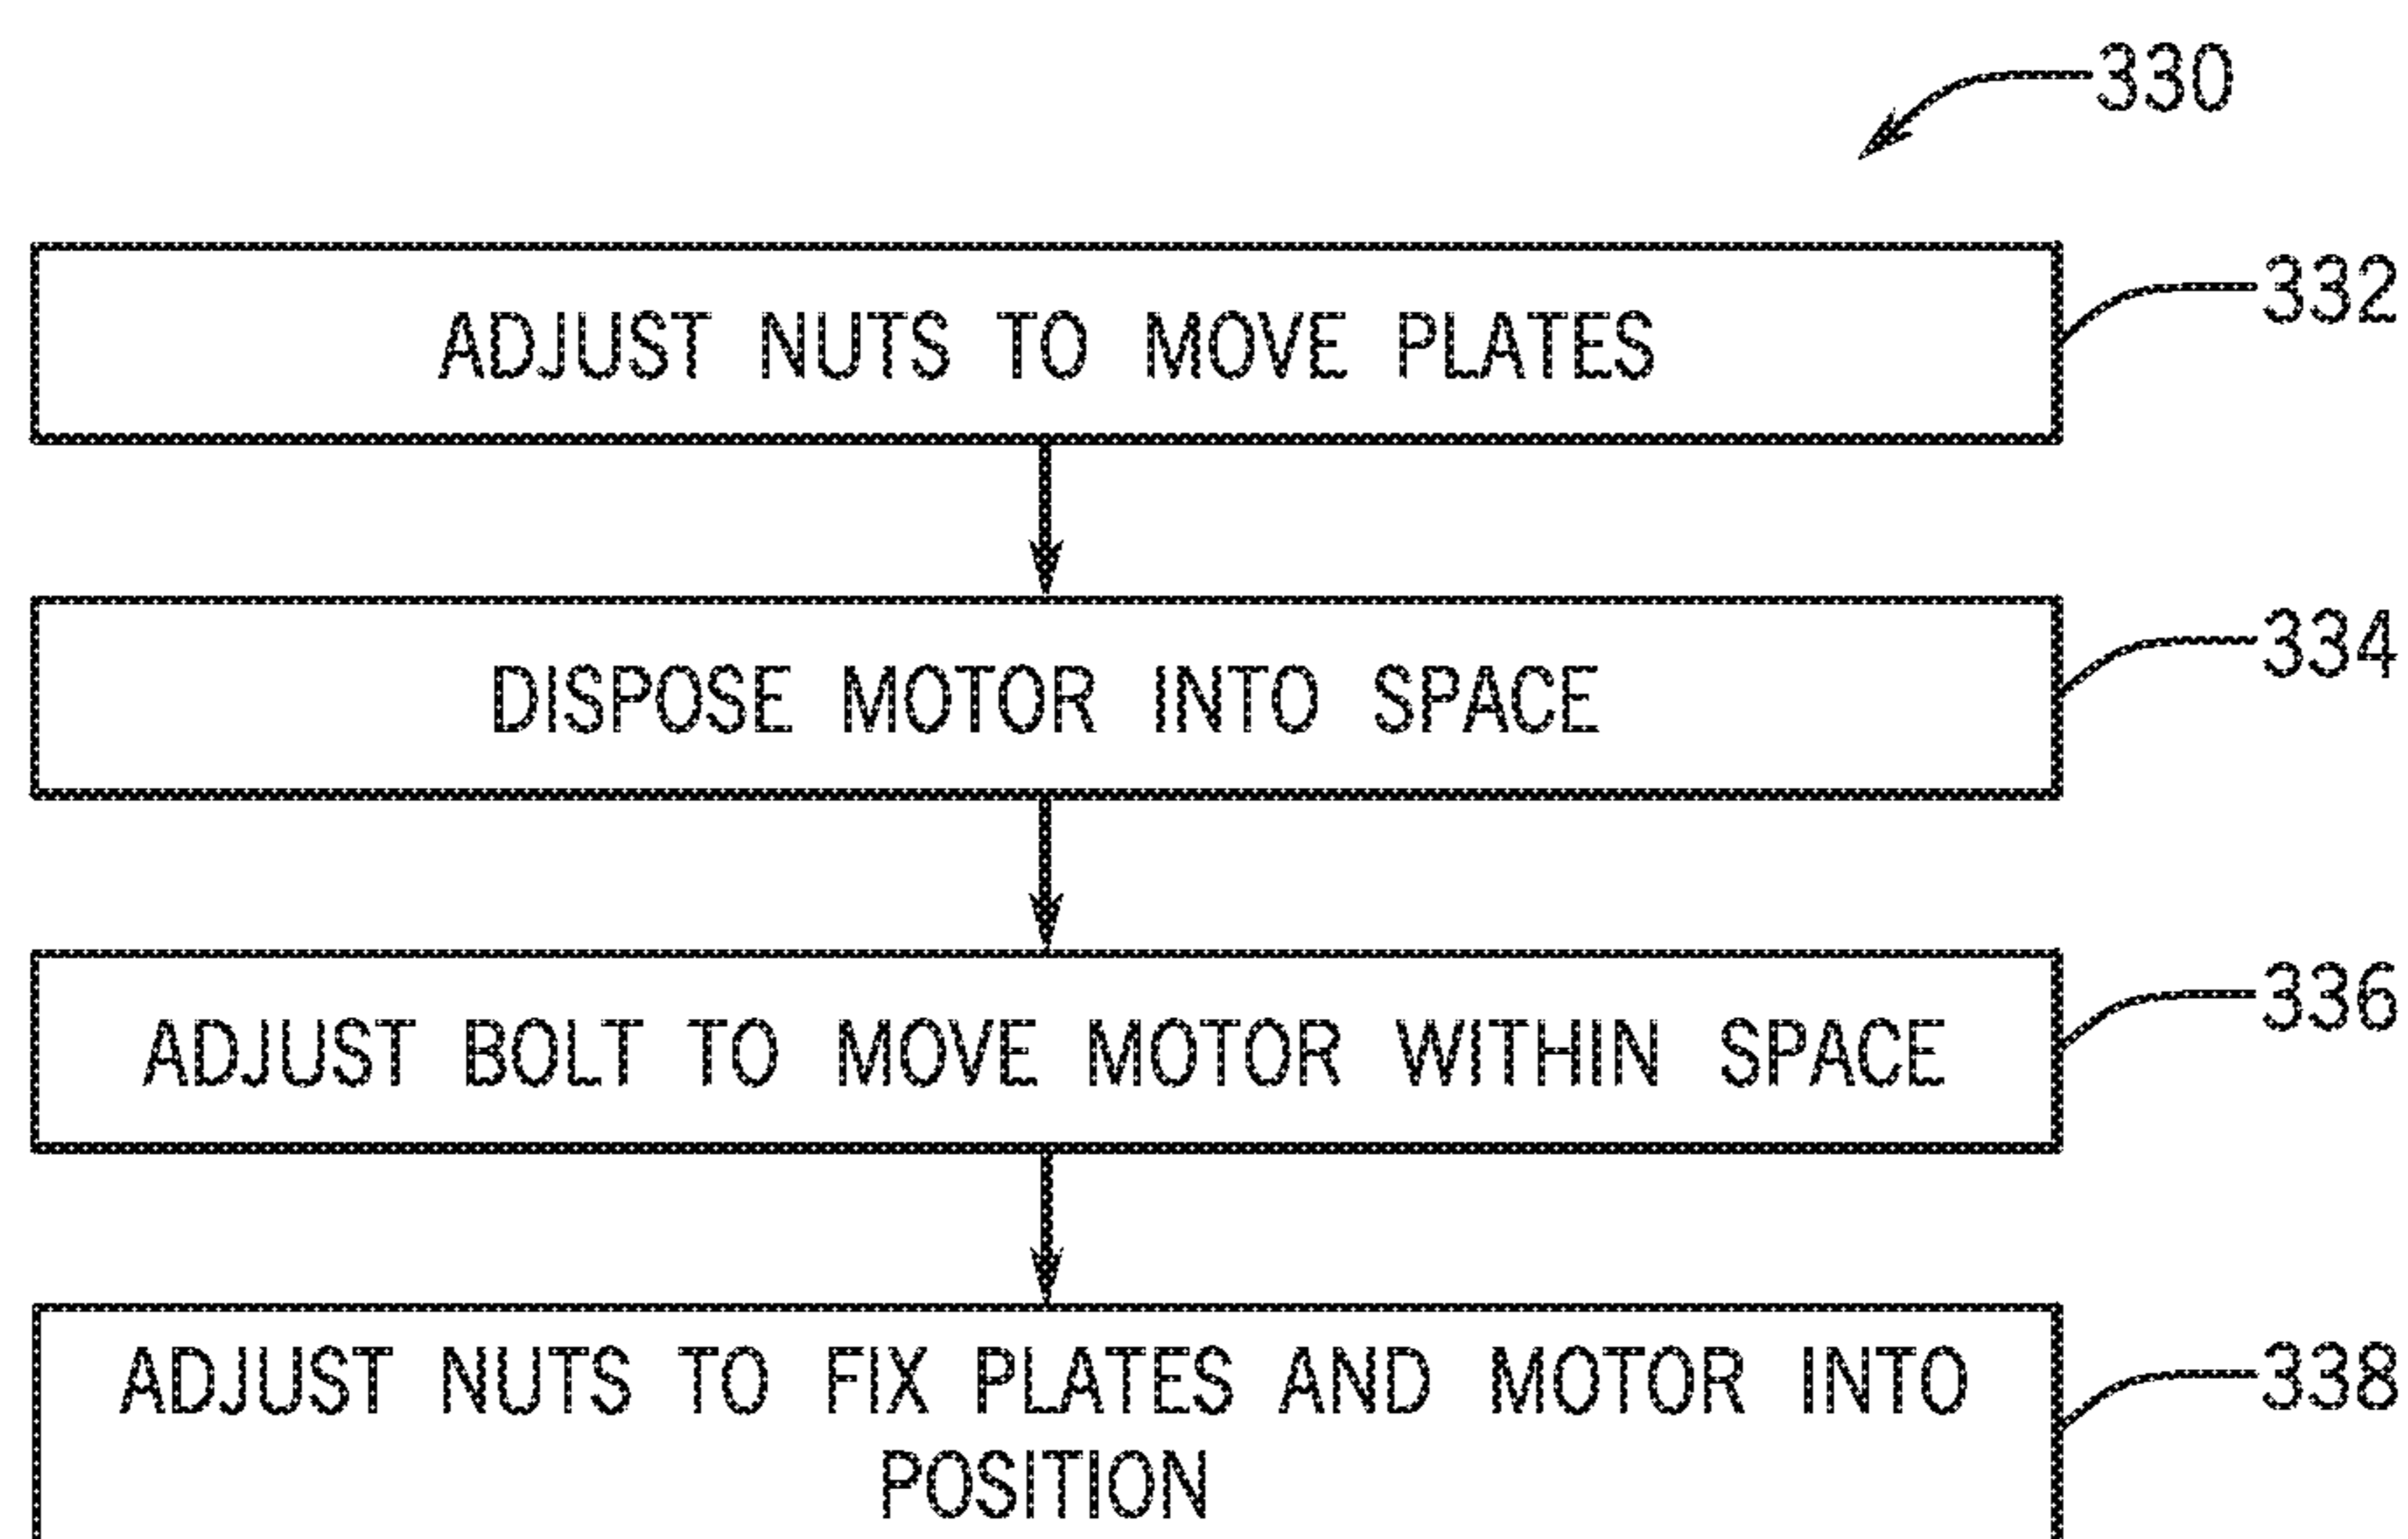 330
ADJUST NUTS TO MOVE PLATES
332
DISPOSE MOTOR INTO SPACE
334
ADJUST BOLT TO MOVE MOTOR WITHIN SPACE
336
ADJUST NUTS TO FIX PLATES AND MOTOR INTO
POSITION
338